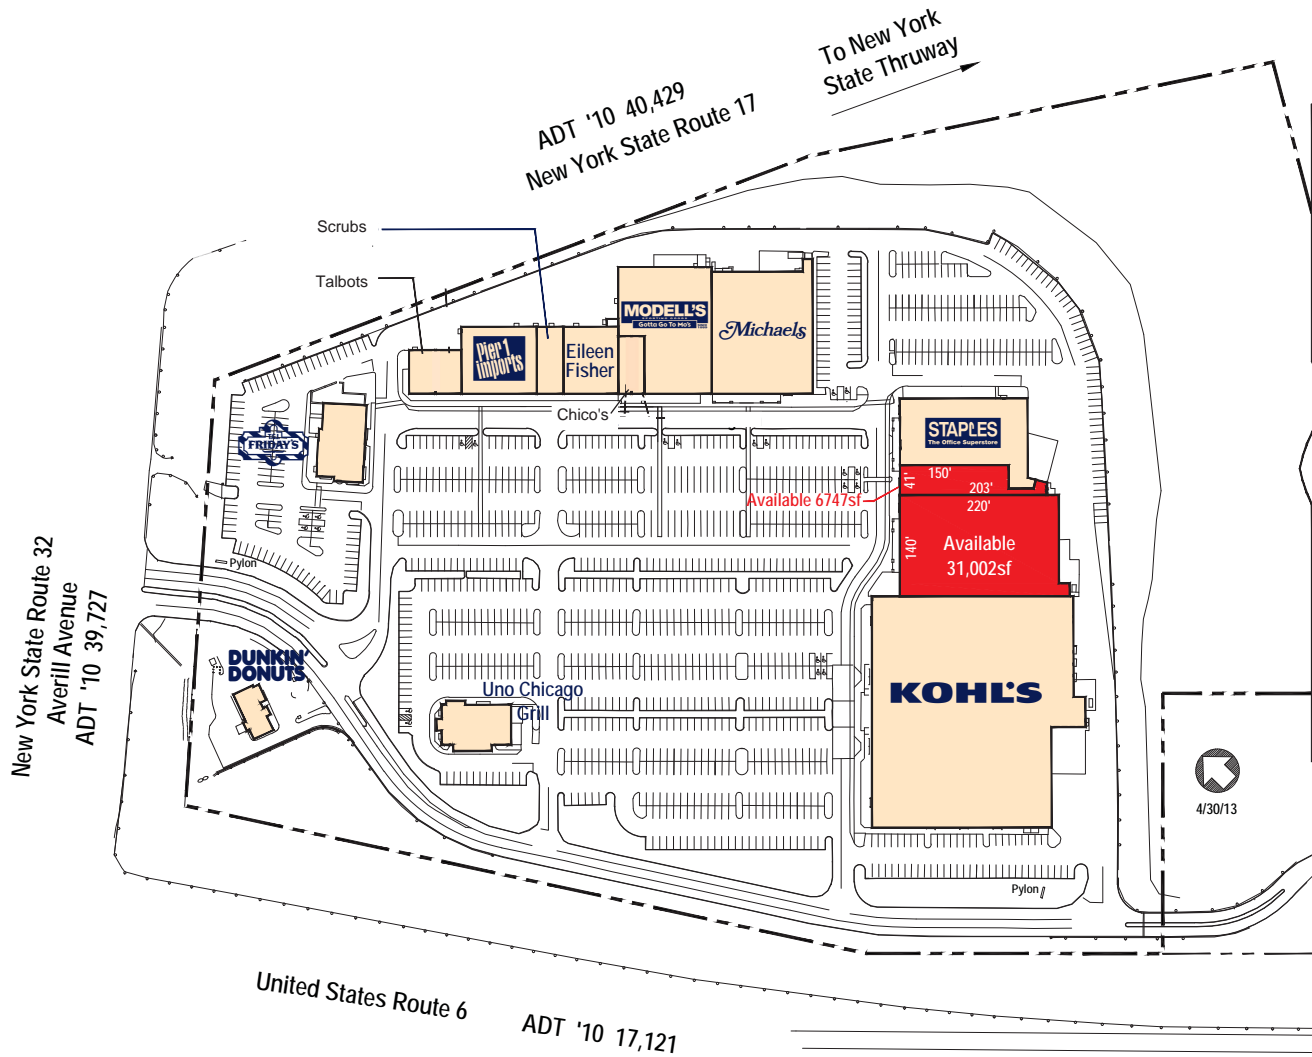 To New York
State Thruway
ADT '10 40,429
New York State Route 17
Scrubs
Talbots
MODELL'S
SPORTING GOODS
Gotta Go To Mo's
Michaels
Pier 1
imports
Eileen
Fisher
Chico's
FRIDAY'S
STAPLES
The Office Superstore
41'
150'
203'
Available 6747sf
220'
140'
Available
31,002sf
Pylon
New York State Route 32
Averill Avenue
ADT '10 39,727
DUNKIN'
DONUTS
Uno Chicago
Grill
KOHL'S
4/30/13
Pylon
United States Route 6
ADT '10 17,121